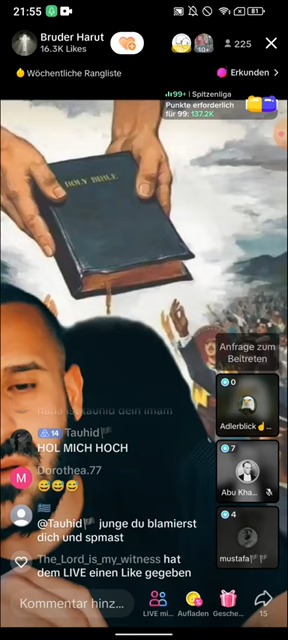 21:55
81
Bruder Harut
16.3K Likes
10+
225
Wöchentliche Rangliste
Erkunden >
99+ | Spitzenliga
Punkte erforderlich
für 99: 137.2K
HOLY BIBLE
Anfrage zum
Beitreten
0
Adlerblick☝️...
7
Abu Kha...
4
mustafa🏴🏴
14 Tauhid🏴
HOL MICH HOCH
M
Dorothea.77
😅😅😅
🇬🇷
@Tauhid🏴 junge du blamierst
dich und spmast
The_Lord_is_my_witness hat
dem LIVE einen Like gegeben
Kommentar hinz...
LIVE mi...
Aufladen
Gesche...
15